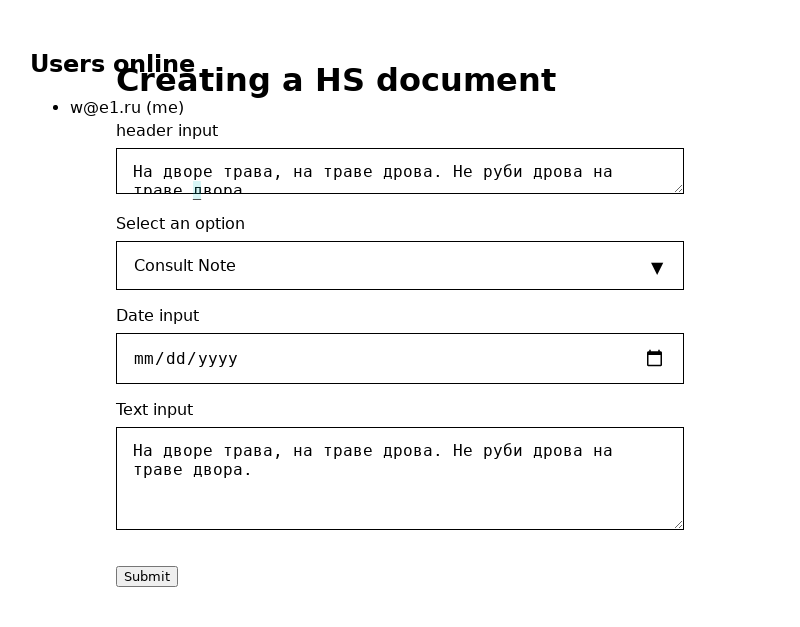 Users online
Creating a HS document
w@e1.ru (me)
header input
На дворе трава, на траве дрова. Не руби дрова на
траве двора
Select an option
Consult Note
▼
Date input
mm/dd/yyyy
Text input
На дворе трава, на траве дрова. Не руби дрова на
траве двора.
Submit